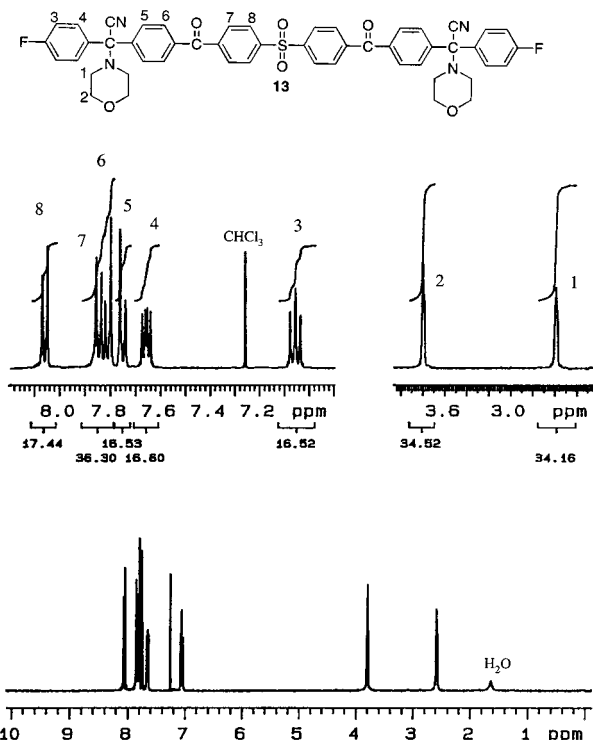 3 4 CN 5 6 O 7 8 O O CN
F N 1 2 O S O 13 N O F
6
8 7 5 4 CHCl₃ 3 2 1
8.0 7.8 7.6 7.4 7.2 ppm 3.6 3.0 ppm
17.44 16.53 16.52 34.52 34.16
36.30 16.60
H₂O
10 9 8 7 6 5 4 3 2 1 ppm